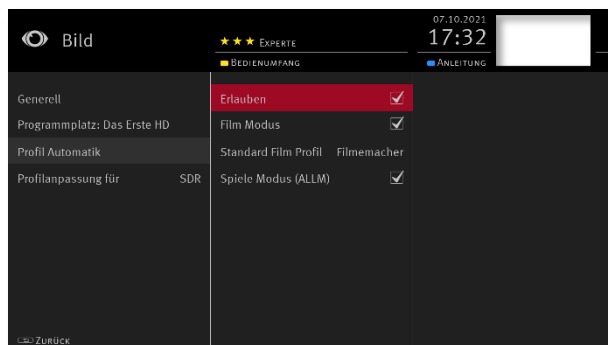 Bild
★★★ EXPERTE
BEDIENUMFANG
07.10.2021
17:32
ANLEITUNG
Generell
Programmplatz: Das Erste HD
Profil Automatik
Profilanpassung für SDR
Erlauben
Film Modus
Standard Film Profil Filmemacher
Spiele Modus (ALLM)
ZURÜCK